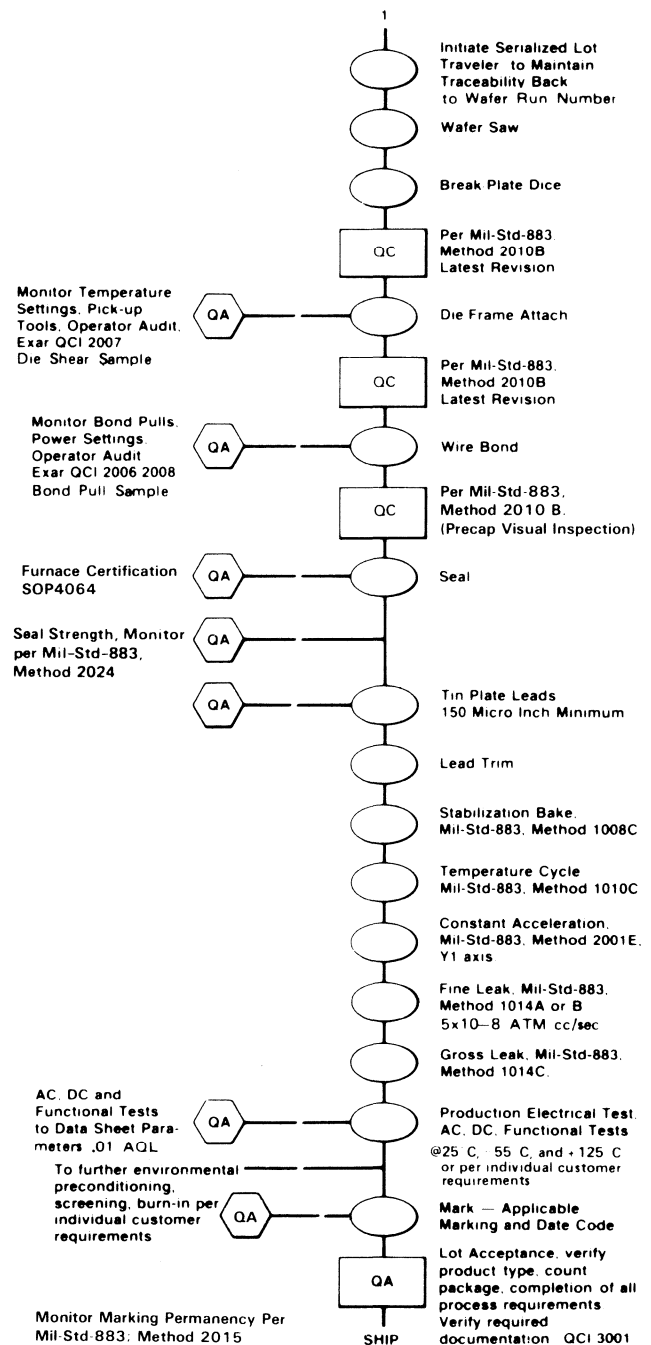 1
Initiate Serialized Lot
Traveler to Maintain
Traceability Back
to Wafer Run Number
Wafer Saw
Break Plate Dice
QC
Per Mil-Std-883.
Method 2010B
Latest Revision
Monitor Temperature
Settings, Pick-up
Tools, Operator Audit,
Exar QCI 2007
Die Shear Sample
QA
Die Frame Attach
QC
Per Mil-Std-883.
Method 2010B
Latest Revision
Monitor Bond Pulls,
Power Settings.
Operator Audit
Exar QCI 2006 2008
Bond Pull Sample
QA
Wire Bond
QC
Per Mil-Std-883,
Method 2010 B.
(Precap Visual Inspection)
Furnace Certification
SOP4064
QA
Seal
Seal Strength, Monitor
per Mil-Std-883,
Method 2024
QA
QA
Tin Plate Leads
150 Micro Inch Minimum
Lead Trim
Stabilization Bake.
Mil-Std-883, Method 1008C
Temperature Cycle
Mil-Std-883, Method 1010C
Constant Acceleration,
Mil-Std-883, Method 2001E,
Y1 axis
Fine Leak, Mil-Std-883,
Method 1014A or B
5x10-8 ATM cc/sec
Gross Leak, Mil-Std-883.
Method 1014C.
AC, DC and
Functional Tests
to Data Sheet Para-
meters .01 AQL
QA
Production Electrical Test.
AC, DC, Functional Tests
@25 C, 55 C, and +125 C
or per individual customer
requirements
To further environmental
preconditioning,
screening, burn-in per
individual customer
requirements
QA
Mark — Applicable
Marking and Date Code
QA
Lot Acceptance, verify
product type, count
package, completion of all
process requirements
Verify required
documentation QCI 3001
Monitor Marking Permanency Per
Mil-Std-883; Method 2015
SHIP